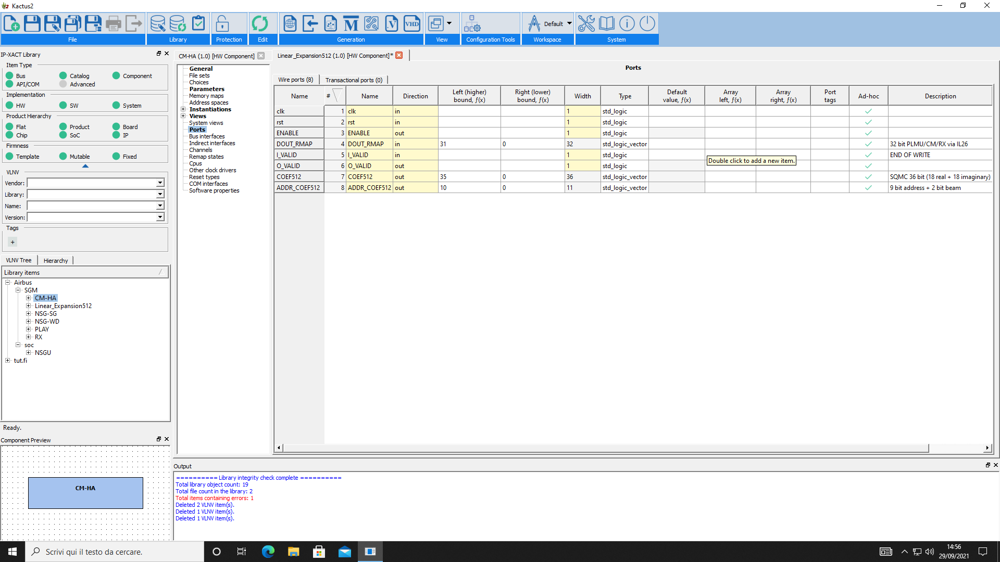 Kactus2
File
Library
Protection
Edit
Generation
View
Configuration Tools
Default
Workspace
System
IP-XACT Library
Item Type
Bus
Catalog
Component
API/COM
Advanced
Implementation
HW
SW
System
Product Hierarchy
Flat
Product
Board
Chip
SoC
IP
Firmness
Template
Mutable
Fixed
VLNV
Vendor:
Library:
Name:
Version:
Tags
+
VLNV Tree
Hierarchy
Library items
Airbus
SGM
CM-HA
Linear_Expansion512
NSG-SG
NSG-WD
PLAY
RX
soc
NSGU
tut.fi
Ready.
Component Preview
CM-HA
CM-HA (1.0) [HW Component]
Linear_Expansion512 (1.0) [HW Component]*
General
File sets
Choices
Parameters
Memory maps
Address spaces
Instantiations
Views
System views
Ports
Bus interfaces
Indirect interfaces
Channels
Remap states
Cpus
Other clock drivers
Reset types
COM interfaces
Software properties
Ports
Wire ports (8)
Transactional ports (0)
Name # Name Direction Left (higher) bound, ƒ(x) Right (lower) bound, ƒ(x) Width Type Default value, ƒ(x) Array left, ƒ(x) Array right, ƒ(x) Port tags Ad-hoc Description
clk 1 clk in 1 std_logic
rst 2 rst in 1 std_logic
ENABLE 3 ENABLE out 1 std_logic
DOUT_RMAP 4 DOUT_RMAP in 31 0 32 std_logic_vector 32 bit PLMU/CM/RX via IL26
I_VALID 5 I_VALID in 1 std_logic END OF WRITE
O_VALID 6 O_VALID out 1 std_logic
COEF512 7 COEF512 out 35 0 36 std_logic_vector SQMC 36 bit (18 real + 18 imaginary)
ADDR_COEF512 8 ADDR_COEF512 out 10 0 11 std_logic_vector 9 bit address + 2 bit beam
Double click to add a new item.
Output
========== Library integrity check complete ==========
Total library object count: 19
Total file count in the library: 2
Total items containing errors: 1
Deleted 2 VLNV item(s).
Deleted 1 VLNV item(s).
Deleted 1 VLNV item(s).
Scrivi qui il testo da cercare.
14:56
29/09/2021